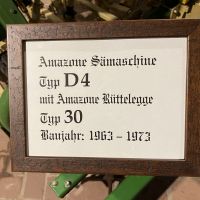 Amazone Sämaschine
Typ D4
mit Amazone Rüttelegge
Typ 30
Baujahr: 1963 – 1973